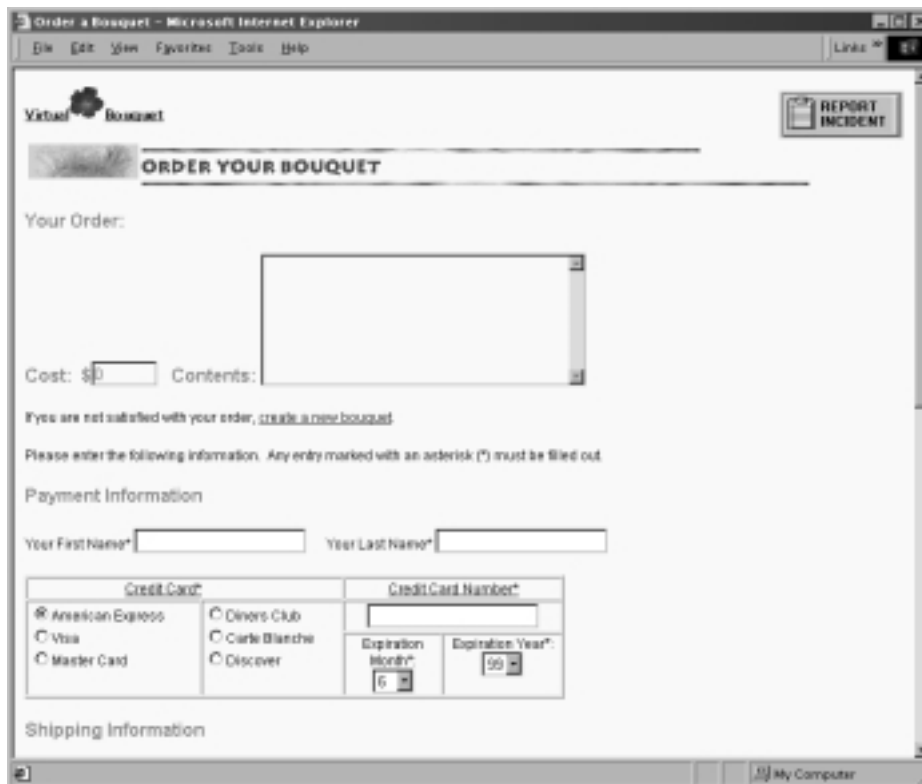 Order a Bouquet - Microsoft Internet Explorer
File Edit View Favorites Tools Help
Links »
Virtual Bouquet
REPORT
INCIDENT
ORDER YOUR BOUQUET
Your Order:
Cost: $0 Contents:
If you are not satisfied with your order, create a new bouquet.
Please enter the following information. Any entry marked with an asterisk (*) must be filled out
Payment Information
Your First Name* Your Last Name*
Credit Card* Credit Card Number*
American Express Diners Club
Visa Carte Blanche
Master Card Discover
Expiration Month*: Expiration Year*:
6 99
Shipping Information
My Computer